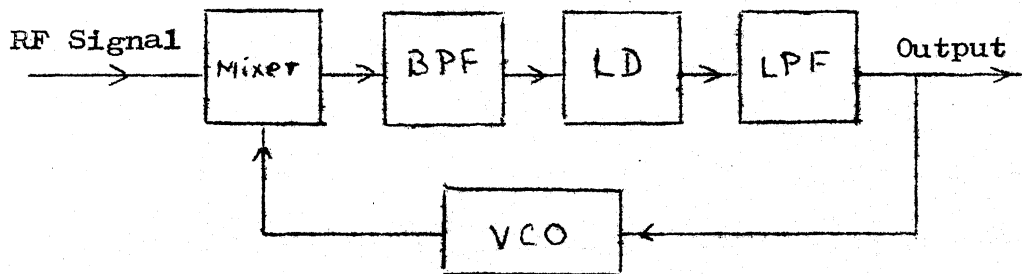 RF Signal
Mixer
BPF
LD
LPF
Output
VCO